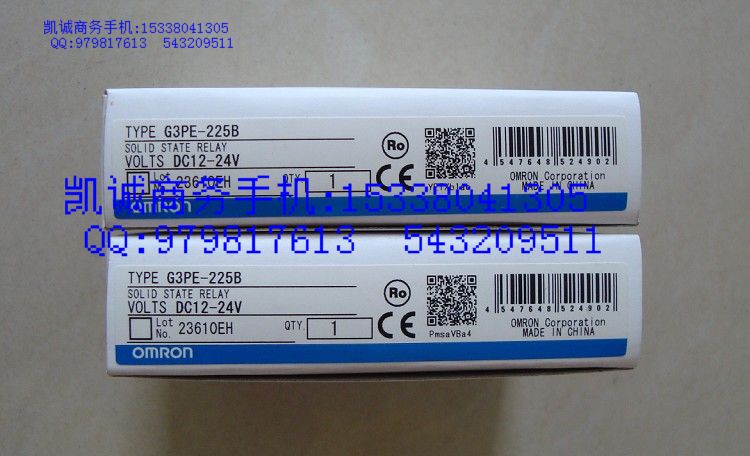 凯诚商务手机:15338041305
QQ:979817613 543209511
TYPE G3PE-225B
SOLID STATE RELAY
VOLTS DC12-24V
Lot No. 23610EH QTY. 1
OMRON
Ro
CE
4 547648 524902
OMRON Corporation
MADE IN CHINA
凯诚商务手机:15338041305
QQ:979817613 543209511
TYPE G3PE-225B
SOLID STATE RELAY
VOLTS DC12-24V
Lot No. 23610EH QTY. 1
OMRON
Ro
CE
PmsaVBa4
4 547648 524902
OMRON Corporation
MADE IN CHINA